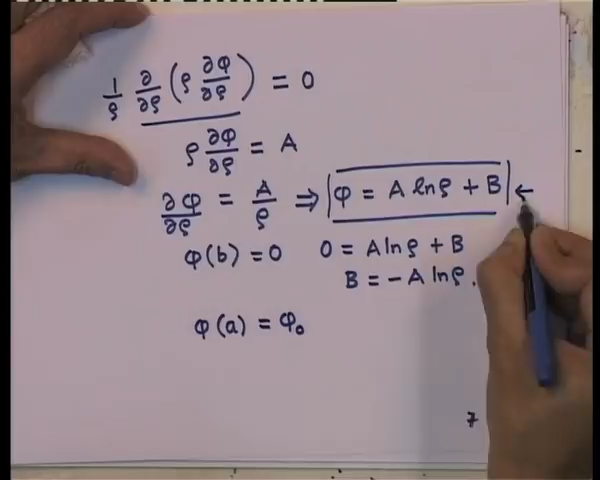 1/ρ ∂/∂ρ (ρ ∂φ/∂ρ) = 0
ρ ∂φ/∂ρ = A
∂φ/∂ρ = A/ρ ⇒ φ = A lnρ + B ←
φ(b) = 0 0 = A lnρ + B
B = - A lnρ.
φ(a) = φ₀
7